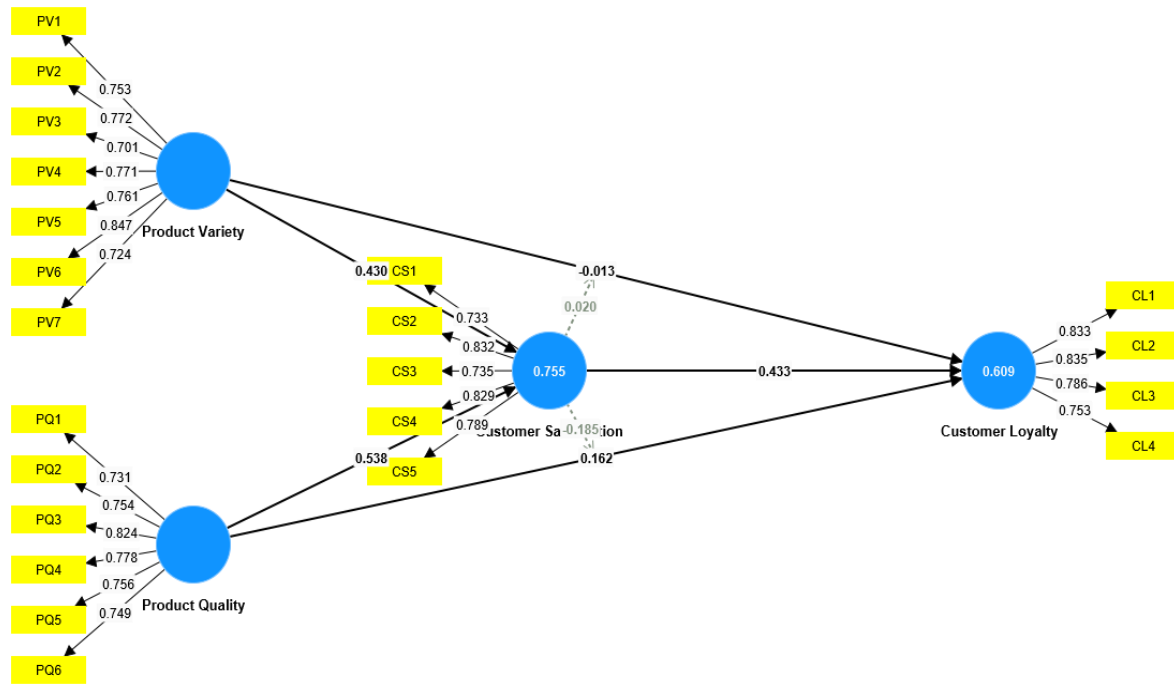 PV1
PV2
PV3
PV4
PV5
PV6
PV7
0.753
0.772
0.701
0.771
0.761
0.847
0.724
Product Variety
PQ1
PQ2
PQ3
PQ4
PQ5
PQ6
0.731
0.754
0.824
0.778
0.756
0.749
Product Quality
0.430
0.538
CS1
CS2
CS3
CS4
CS5
0.733
0.832
0.735
0.829
0.789
0.755
Customer Satisfaction
-0.013
0.020
0.433
-0.185
0.162
0.609
Customer Loyalty
0.833
0.835
0.786
0.753
CL1
CL2
CL3
CL4